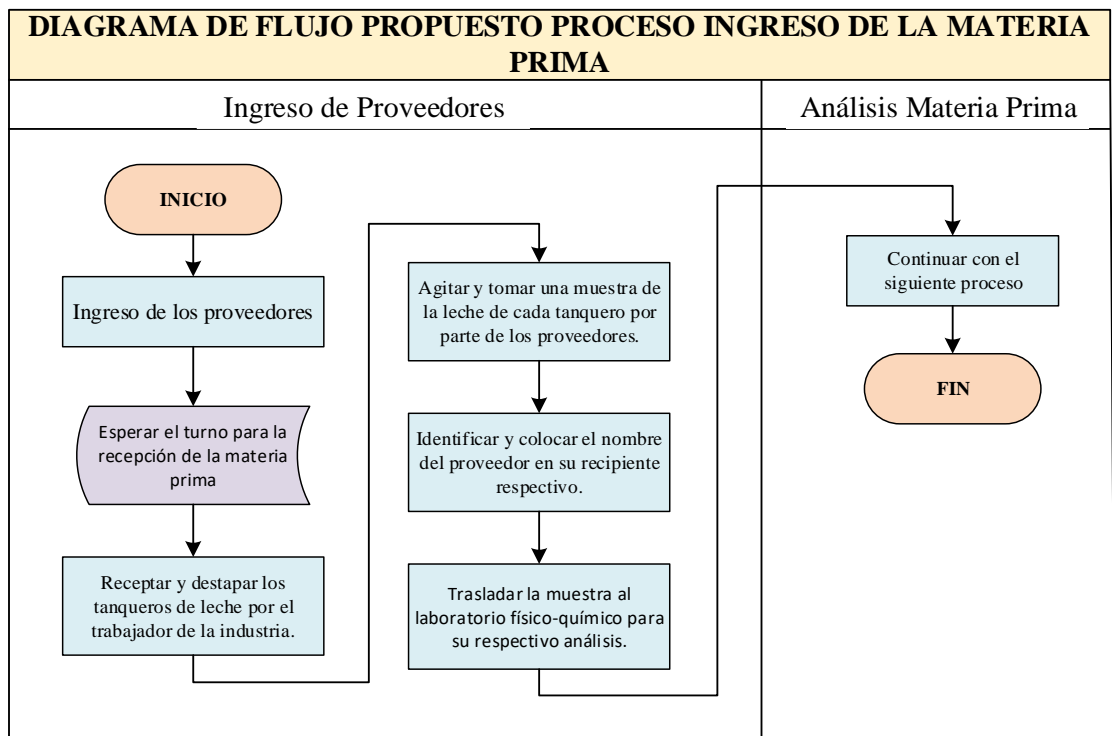 DIAGRAMA DE FLUJO PROPUESTO PROCESO INGRESO DE LA MATERIA
PRIMA
Ingreso de Proveedores
Análisis Materia Prima
INICIO
Ingreso de los proveedores
Esperar el turno para la
recepción de la materia
prima
Receptar y destapar los
tanqueros de leche por el
trabajador de la industria.
Agitar y tomar una muestra de
la leche de cada tanquero por
parte de los proveedores.
Identificar y colocar el nombre
del proveedor en su recipiente
respectivo.
Trasladar la muestra al
laboratorio físico-químico para
su respectivo análisis.
Continuar con el
siguiente proceso
FIN